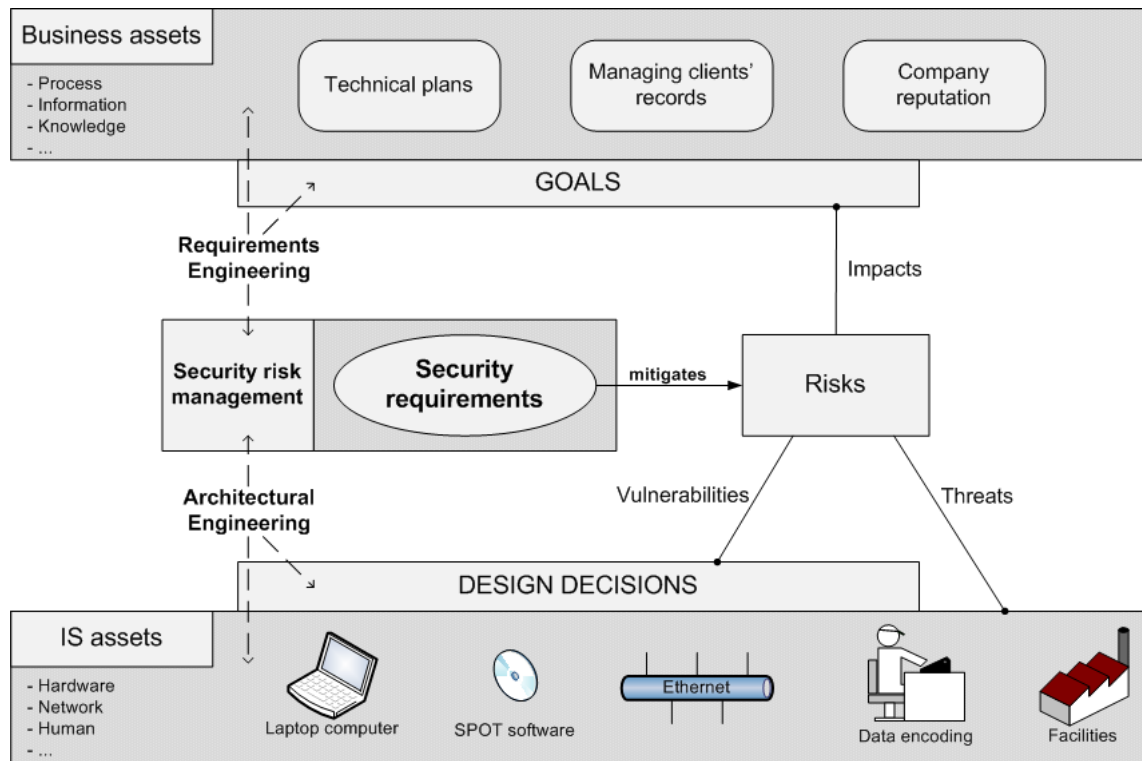 Business assets
- Process
- Information
- Knowledge
- ...
Technical plans
Managing clients'
records
Company
reputation
GOALS
Requirements
Engineering
Impacts
Security risk
management
Security
requirements
mitigates
Risks
Architectural
Engineering
Vulnerabilities
Threats
DESIGN DECISIONS
IS assets
- Hardware
- Network
- Human
- ...
Laptop computer
SPOT software
Ethernet
Data encoding
Facilities